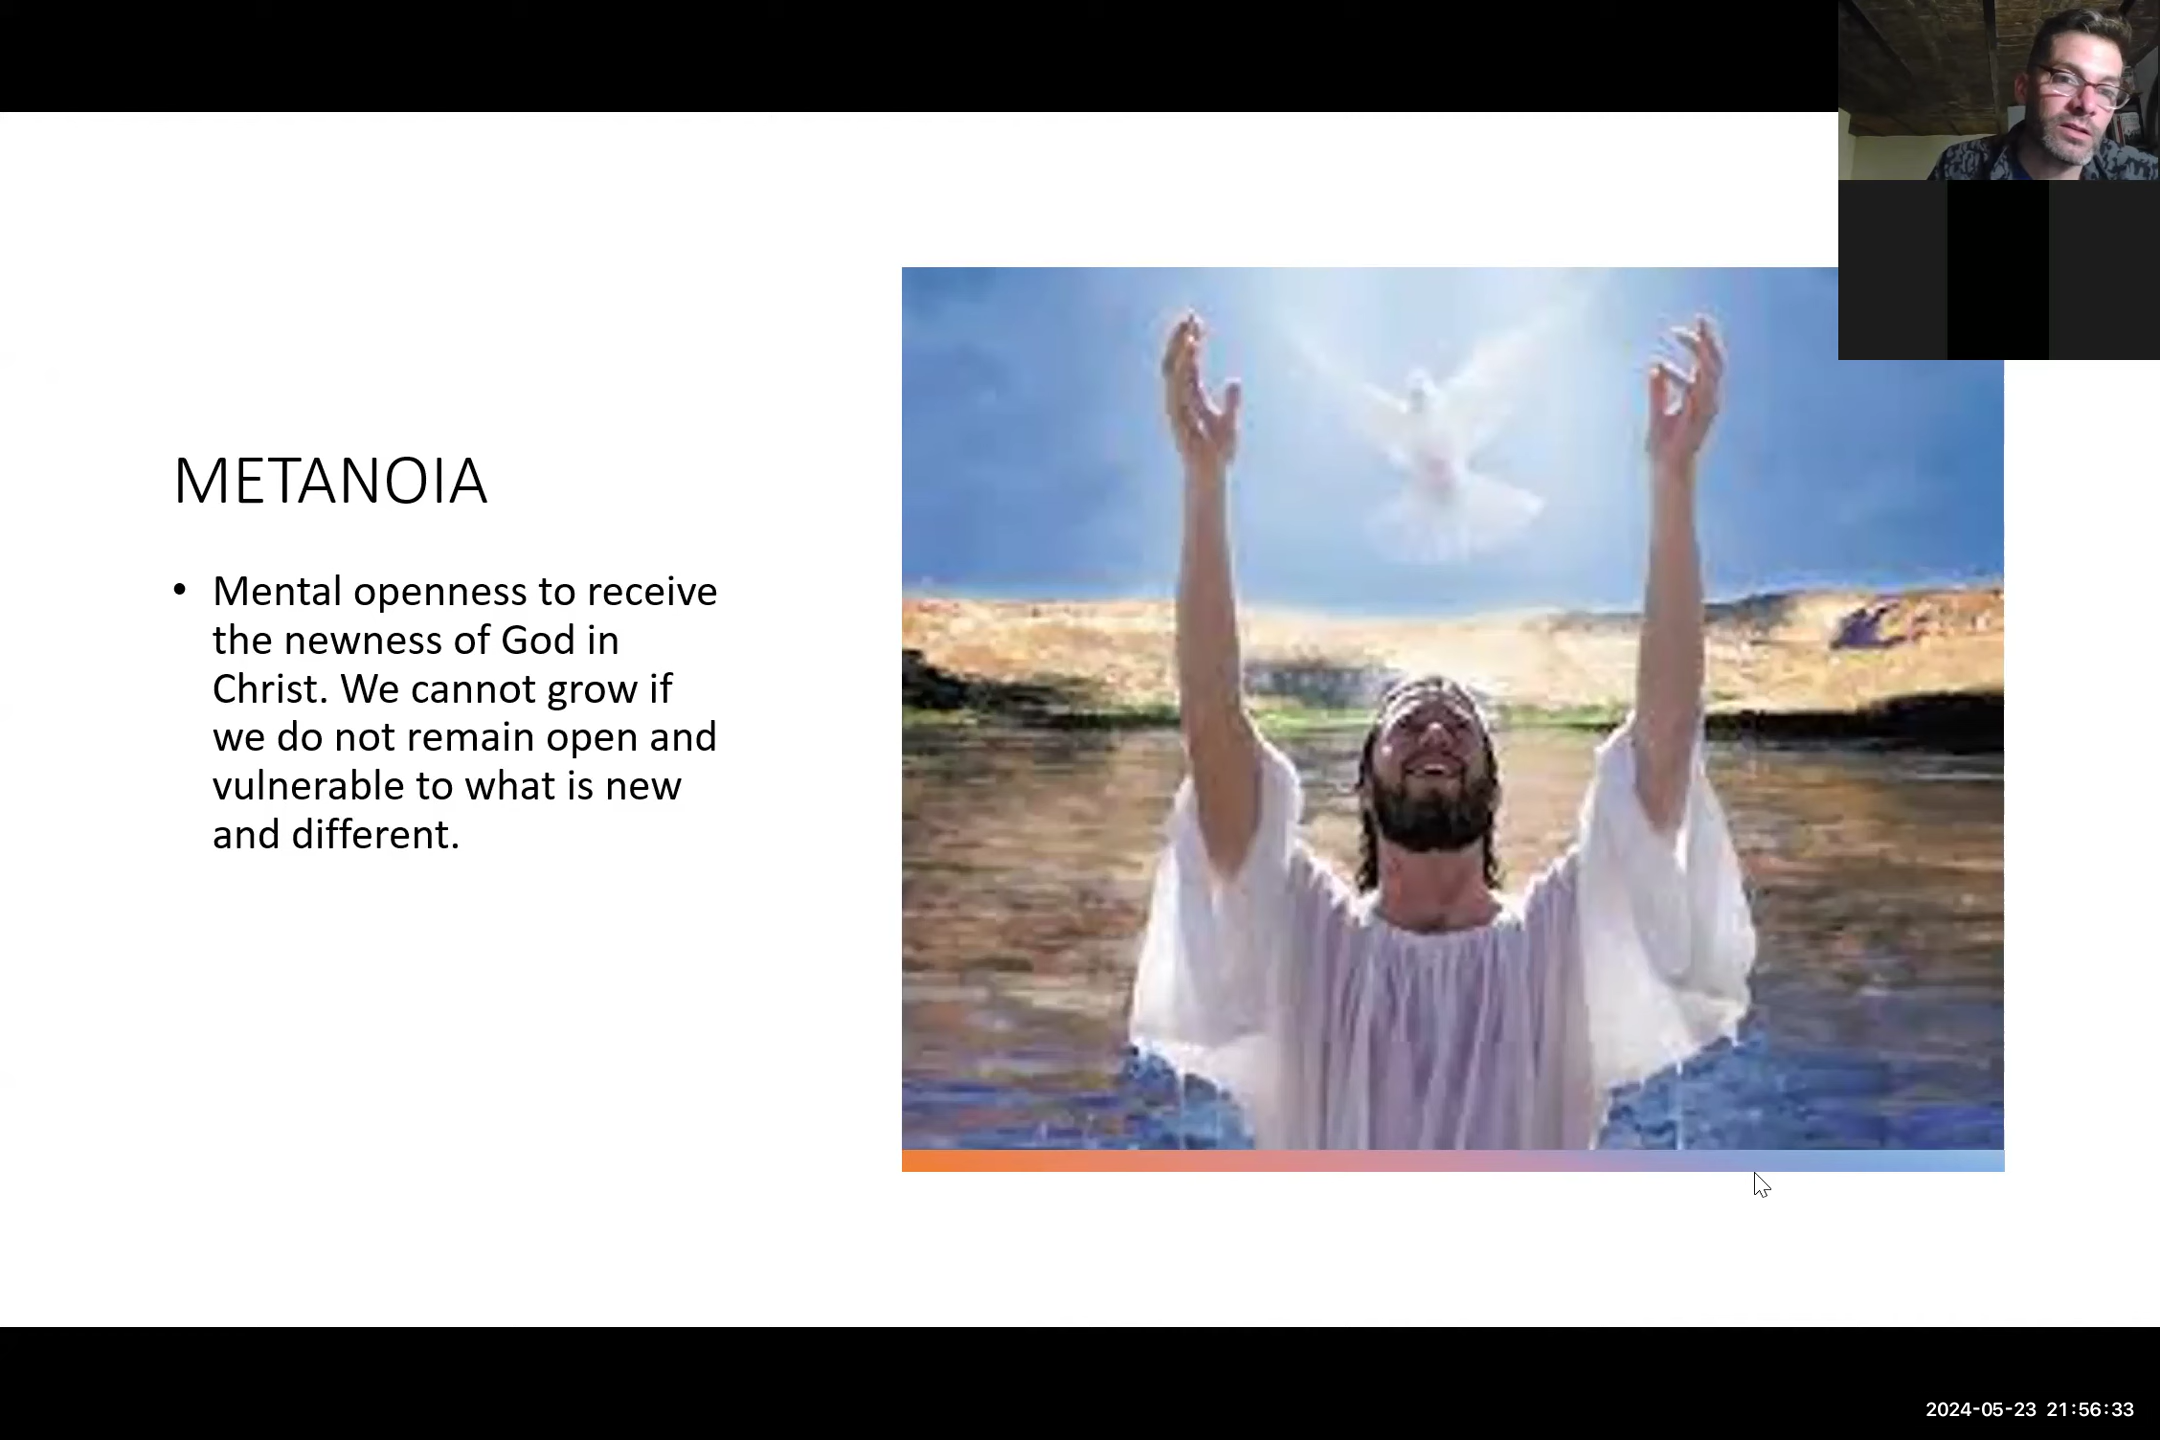 METANOIA
• Mental openness to receive
the newness of God in
Christ. We cannot grow if
we do not remain open and
vulnerable to what is new
and different.
2024-05-23 21:56:33